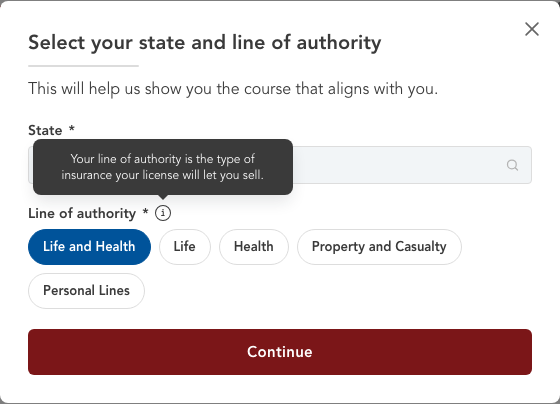 Select your state and line of authority
This will help us show you the course that aligns with you.
State *
Your line of authority is the type of
insurance your license will let you sell.
Line of authority * i
Life and Health
Life
Health
Property and Casualty
Personal Lines
Continue